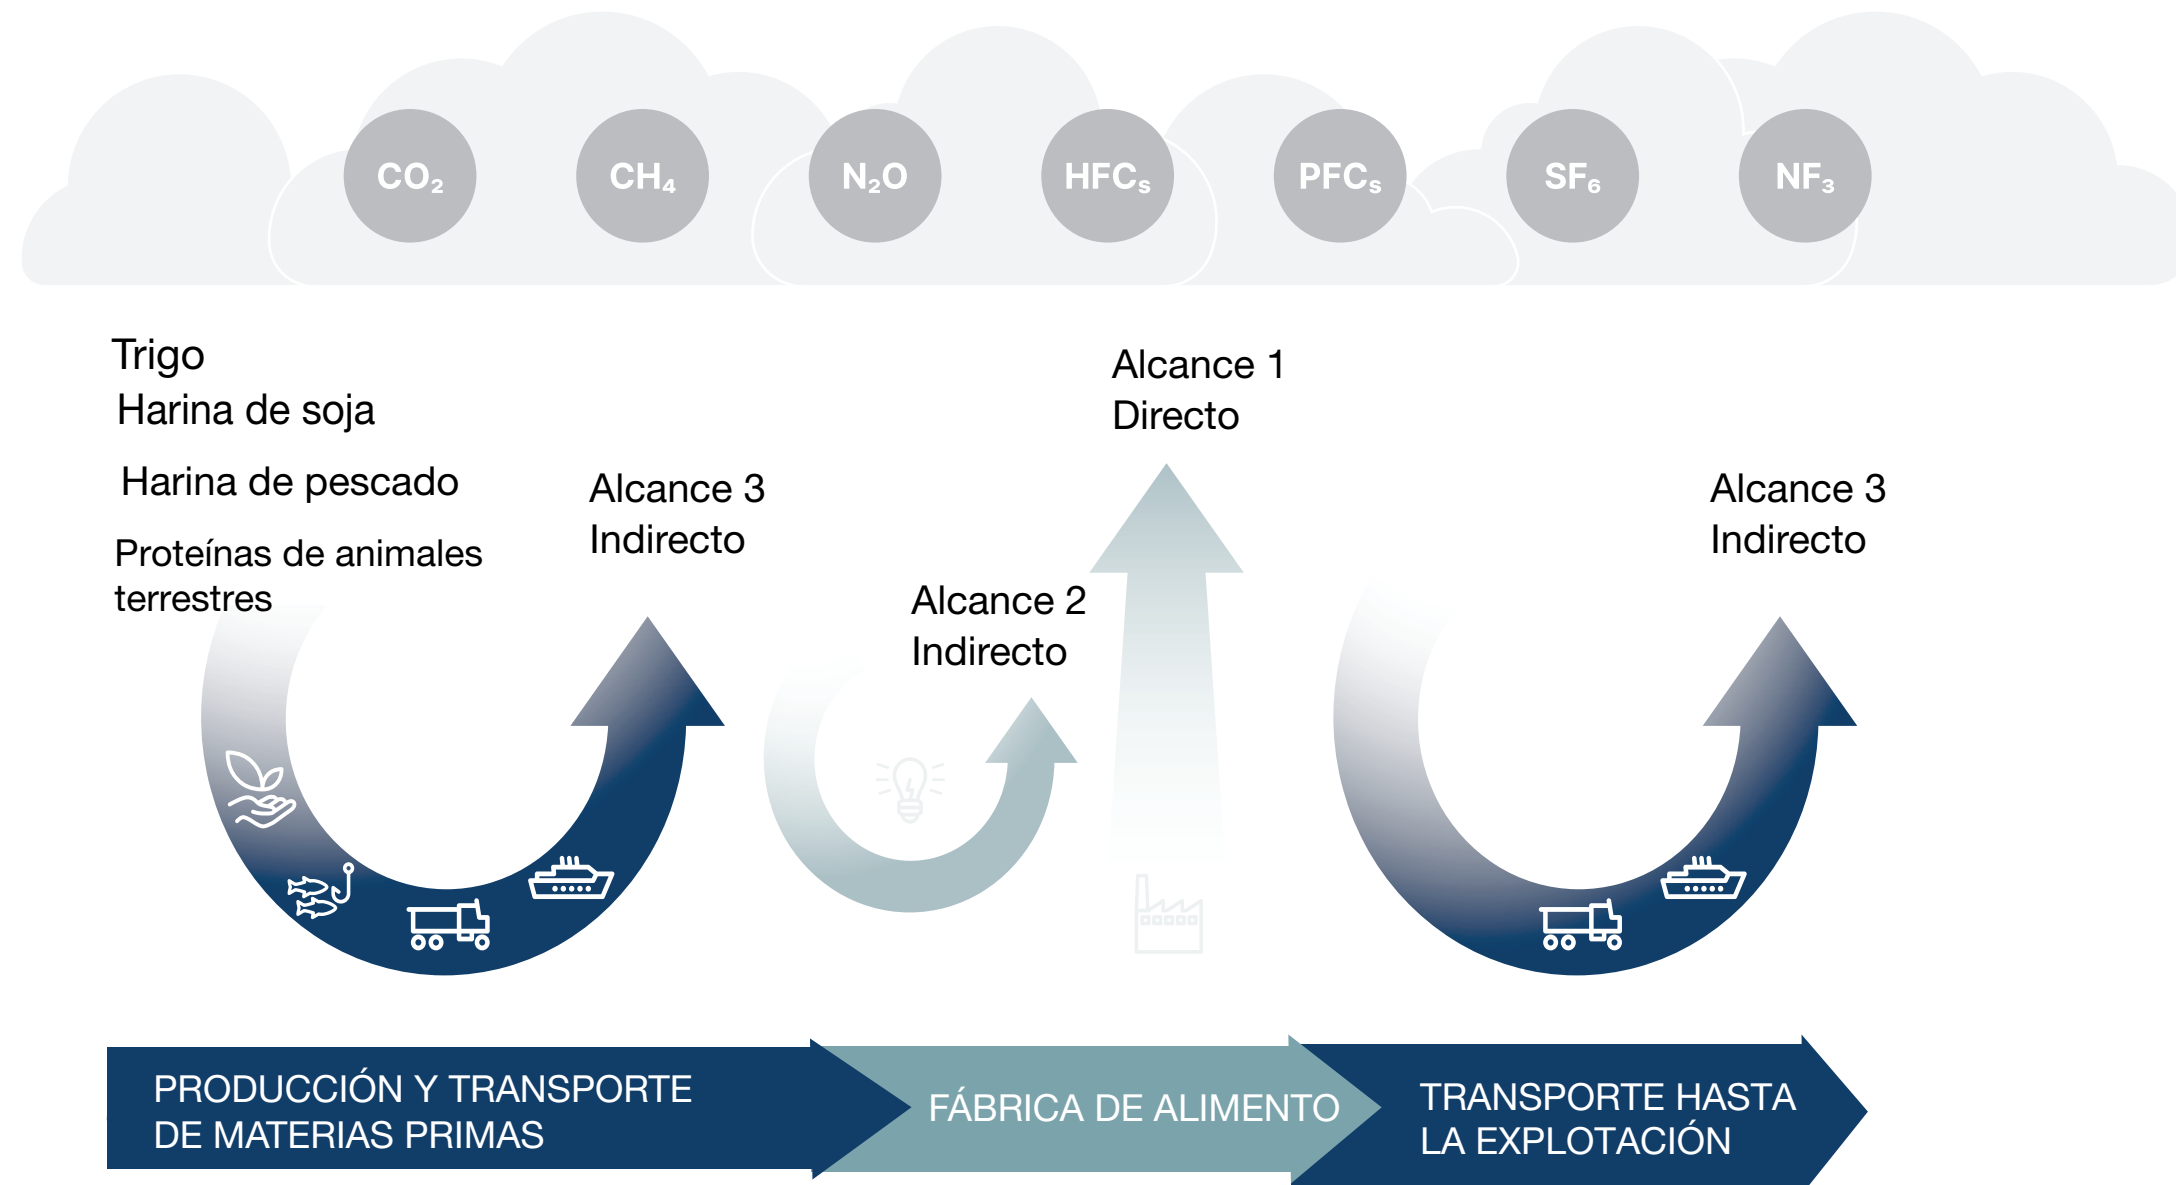 CO₂ CH₄ N₂O HFCₛ PFCₛ SF₆ NF₃
Trigo
Harina de soja
Harina de pescado
Proteínas de animales
terrestres
Alcance 3
Indirecto
Alcance 2
Indirecto
Alcance 1
Directo
Alcance 3
Indirecto
PRODUCCIÓN Y TRANSPORTE
DE MATERIAS PRIMAS
FÁBRICA DE ALIMENTO
TRANSPORTE HASTA
LA EXPLOTACIÓN